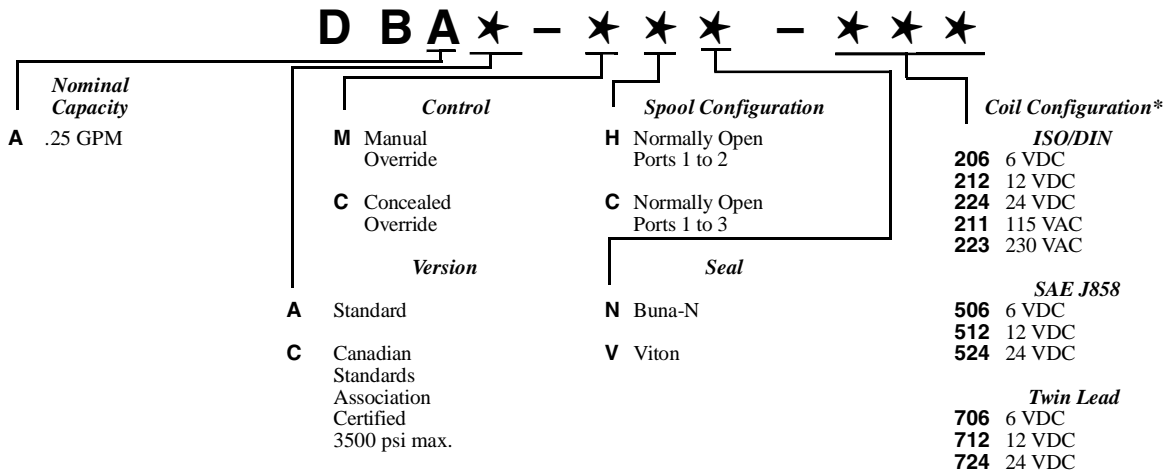 D B A ★ – ★ ★ ★ – ★ ★ ★
Nominal
Capacity
A .25 GPM
Control
M Manual
Override
C Concealed
Override
Version
A Standard
C Canadian
Standards
Association
Certified
3500 psi max.
Spool Configuration
H Normally Open
Ports 1 to 2
C Normally Open
Ports 1 to 3
Seal
N Buna-N
V Viton
Coil Configuration*
ISO/DIN
206 6 VDC
212 12 VDC
224 24 VDC
211 115 VAC
223 230 VAC
SAE J858
506 6 VDC
512 12 VDC
524 24 VDC
Twin Lead
706 6 VDC
712 12 VDC
724 24 VDC